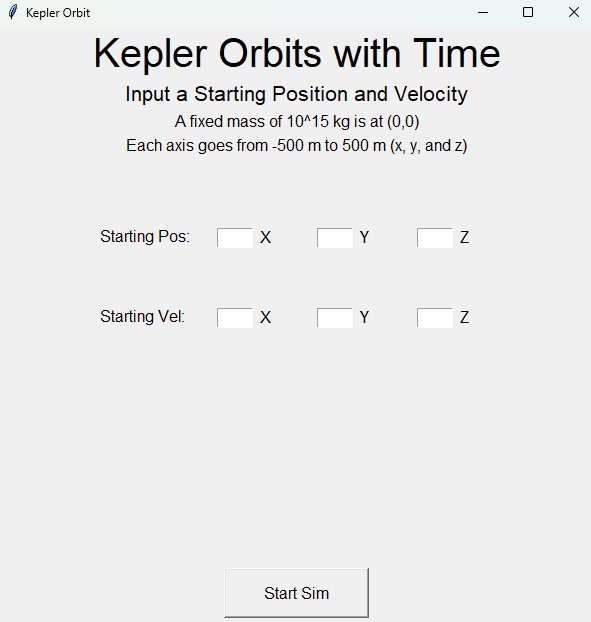 Kepler Orbit
Kepler Orbits with Time
Input a Starting Position and Velocity
A fixed mass of 10^15 kg is at (0,0)
Each axis goes from -500 m to 500 m (x, y, and z)
Starting Pos: X Y Z
Starting Vel: X Y Z
Start Sim